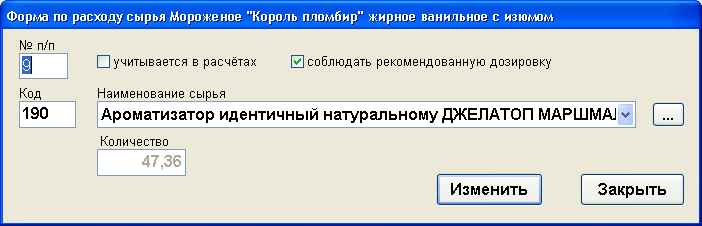 Форма по расходу сырья Мороженое "Король пломбир" жирное ванильное с изюмом
№ п/п
9
учитывается в расчётах
соблюдать рекомендованную дозировку
Код
Наименование сырья
190
Ароматизатор идентичный натуральному ДЖЕЛАТОП МАРШМАЛ
...
Количество
47,36
Изменить
Закрыть